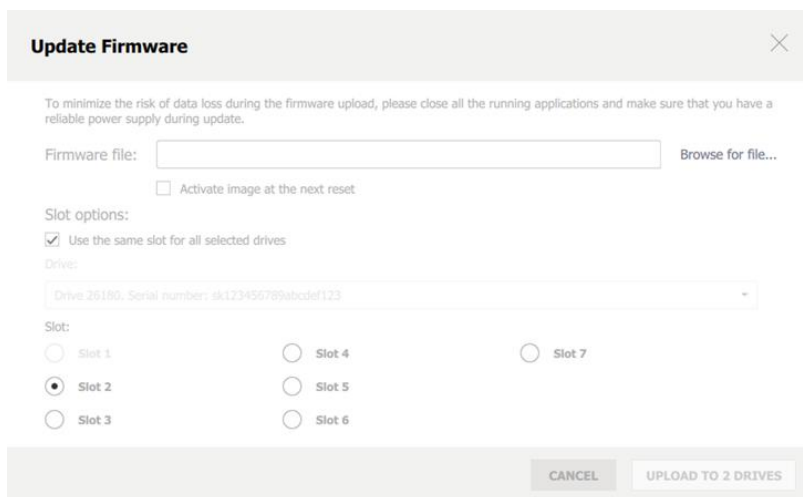 Update Firmware
To minimize the risk of data loss during the firmware upload, please close all the running applications and make sure that you have a
reliable power supply during update.
Firmware file:
Browse for file...
Activate image at the next reset
Slot options:
Use the same slot for all selected drives
Drive:
Drive 26180, Serial number: sk123456789abcdef123
Slot:
Slot 1 Slot 4 Slot 7
Slot 2 Slot 5
Slot 3 Slot 6
CANCEL UPLOAD TO 2 DRIVES